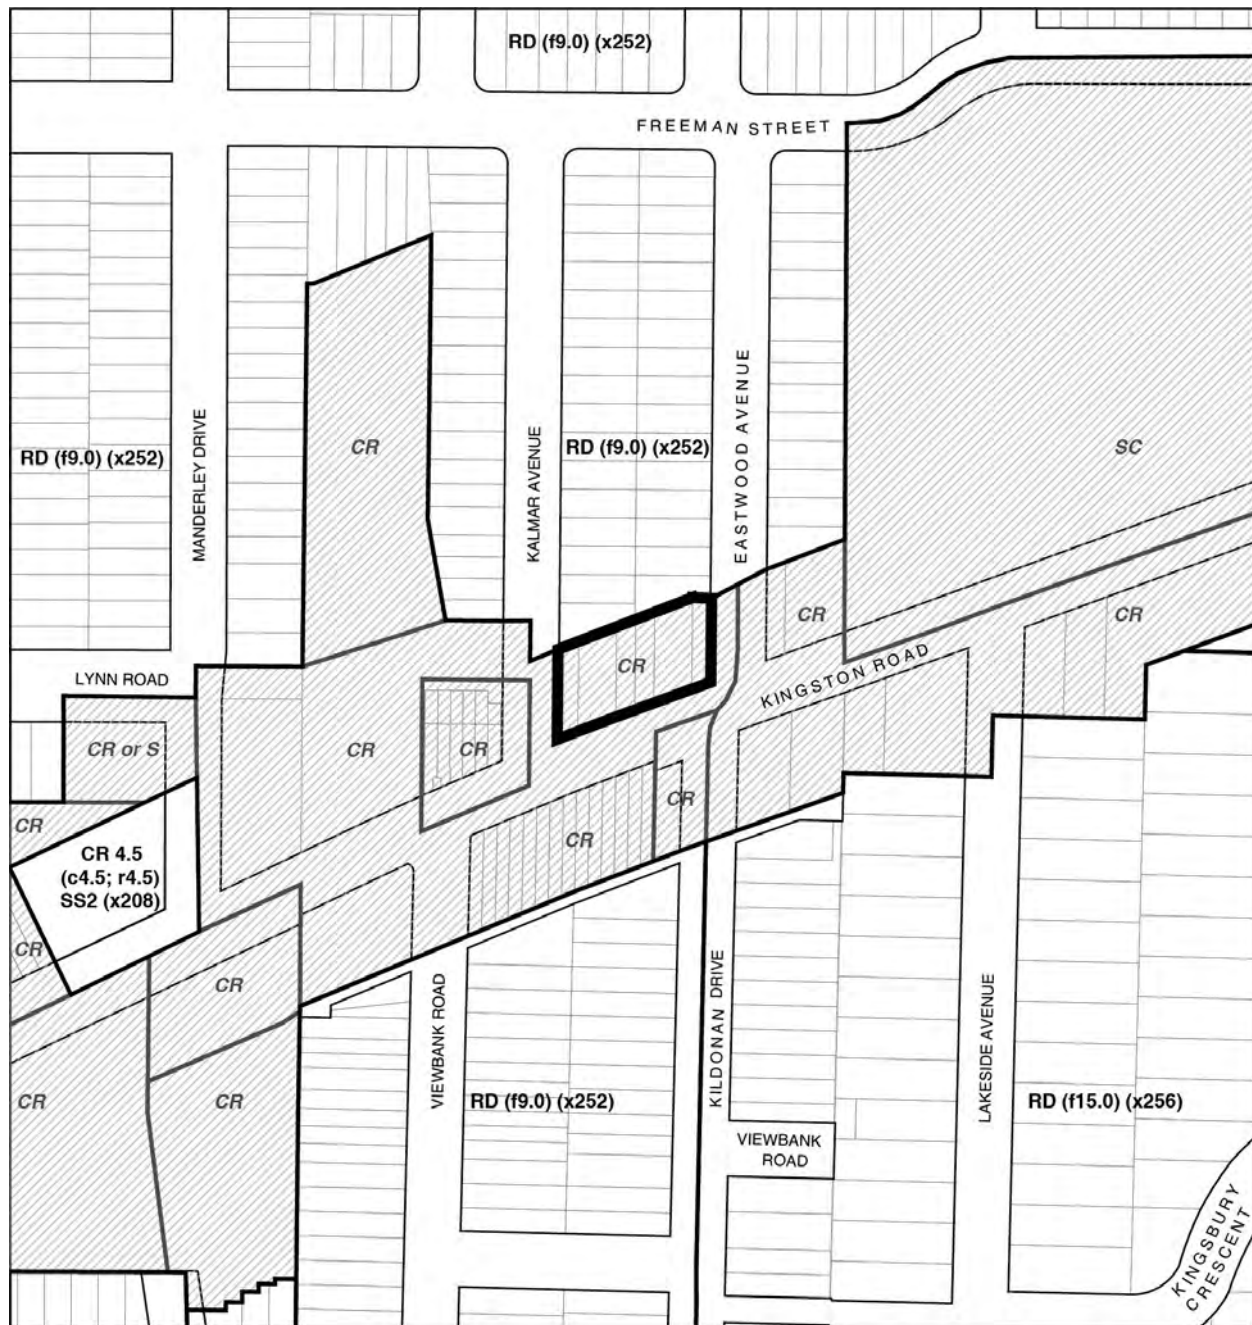 RD (f9.0) (x252)
FREEMAN STREET
CR
SC
RD (f9.0) (x252)
RD (f9.0) (x252)
MANDERLEY DRIVE
KALMAR AVENUE
EASTWOOD AVENUE
CR
CR
CR
KINGSTON ROAD
LYNN ROAD
CR or S
CR
CR
CR
CR
CR
CR 4.5
(c4.5; r4.5)
SS2 (x208)
CR
CR
CR
CR
CR
VIEWBANK ROAD
KILDONAN DRIVE
LAKESIDE AVENUE
RD (f9.0) (x252)
RD (f15.0) (x256)
VIEWBANK
ROAD
KINGSBURY
CRESCENT